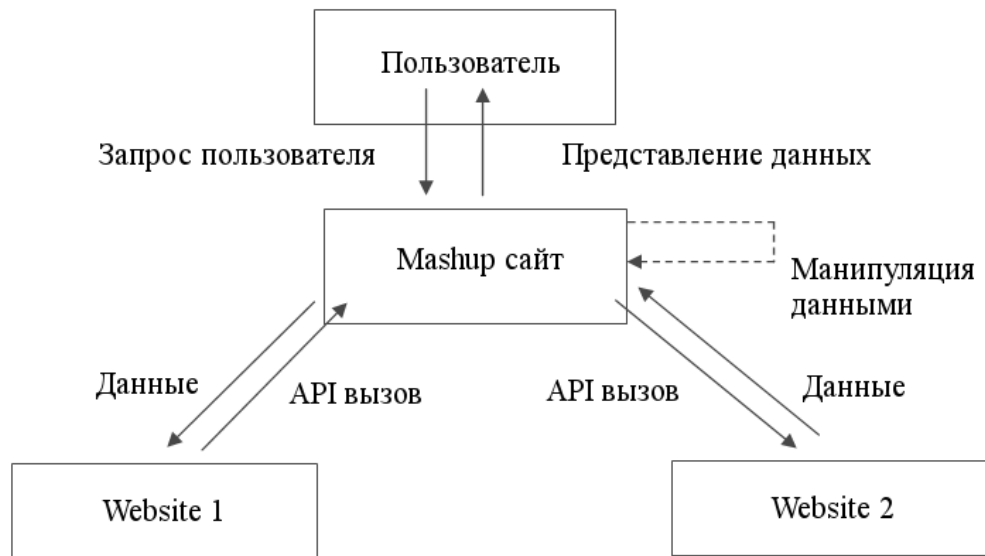 Пользователь
Запрос пользователя
Представление данных
Mashup сайт
Манипуляция
данными
Данные
API вызов
API вызов
Данные
Website 1
Website 2